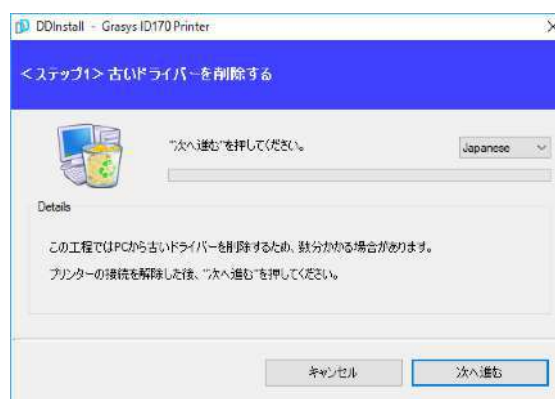 DDInstall - Grasys ID170 Printer
＜ステップ1＞古いドライバーを削除する
"次へ進む"を押してください。
Japanese
Details
この工程ではPCから古いドライバーを削除するため、数分かかる場合があります。
プリンターの接続を解除した後、"次へ進む"を押してください。
キャンセル
次へ進む